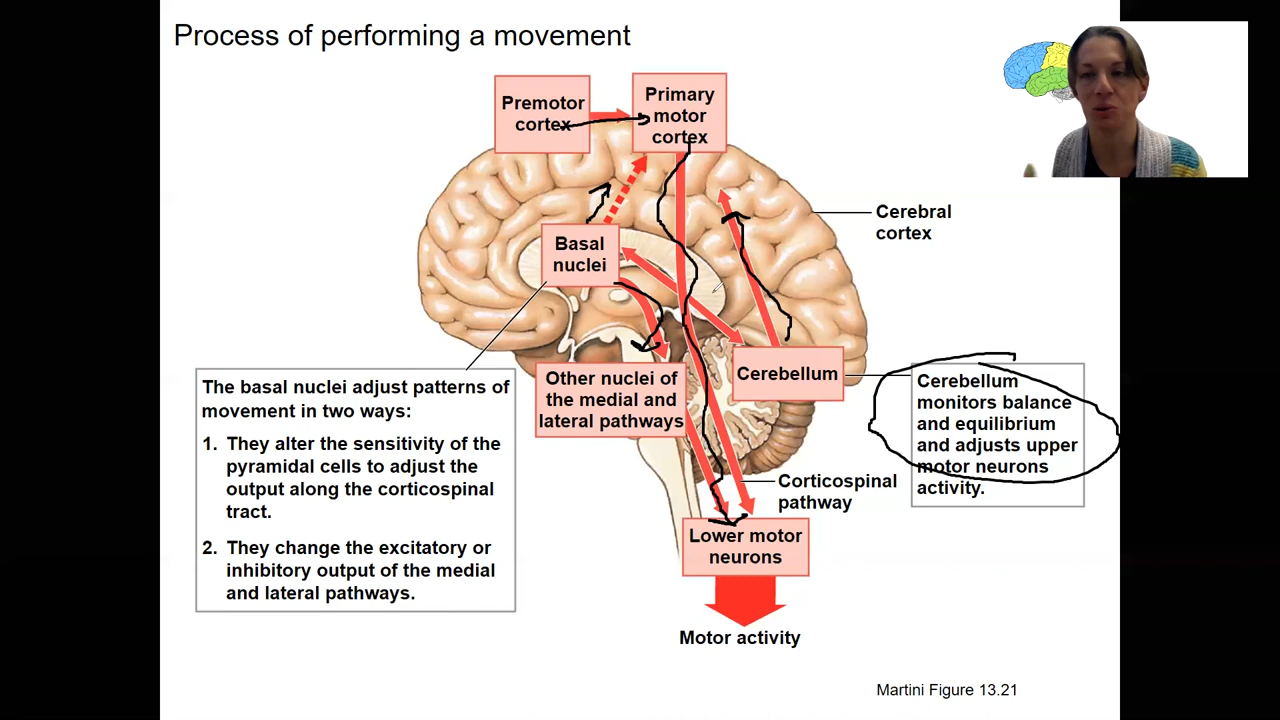 Process of performing a movement
Premotor
cortex
Primary
motor
cortex
Cerebral
cortex
Basal
nuclei
Cerebellum
Other nuclei of
the medial and
lateral pathways
The basal nuclei adjust patterns of
movement in two ways:
1. They alter the sensitivity of the
pyramidal cells to adjust the
output along the corticospinal
tract.
2. They change the excitatory or
inhibitory output of the medial
and lateral pathways.
Cerebellum
monitors balance
and equilibrium
and adjusts upper
motor neurons
activity.
Corticospinal
pathway
Lower motor
neurons
Motor activity
Martini Figure 13.21